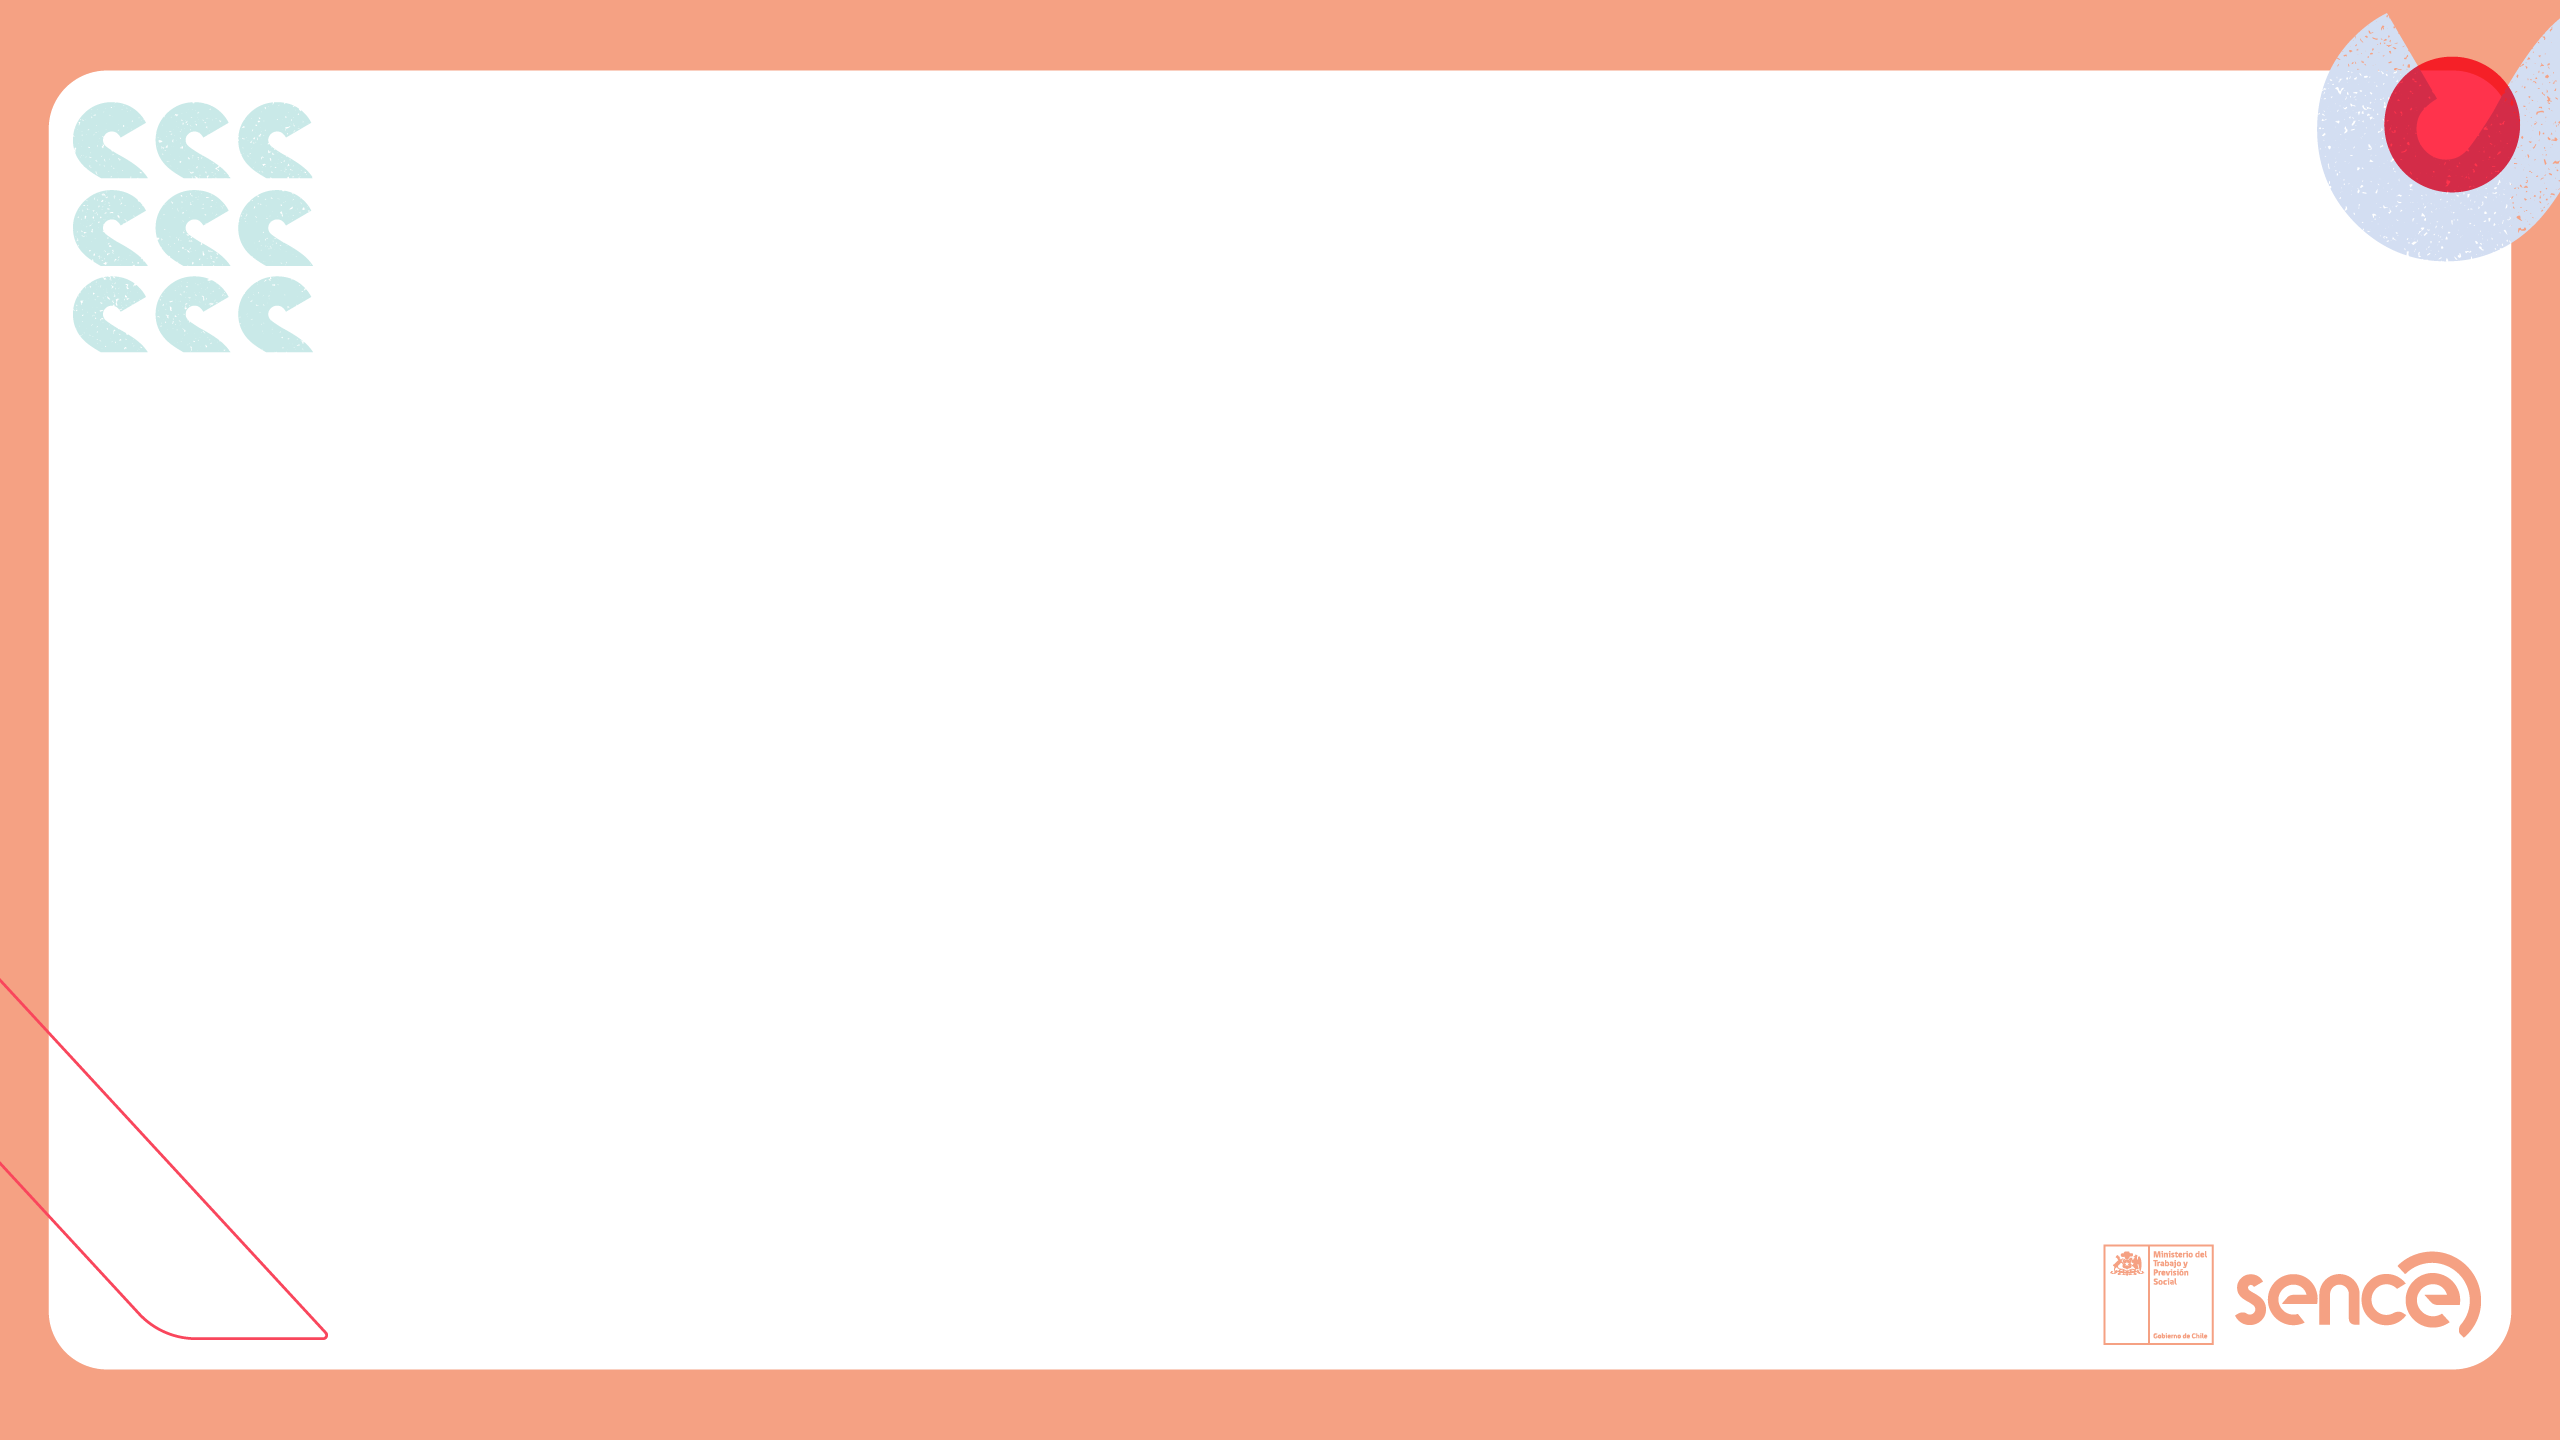 Ministerio del
Trabajo y
Previsión
Social
Gobierno de Chile
sence